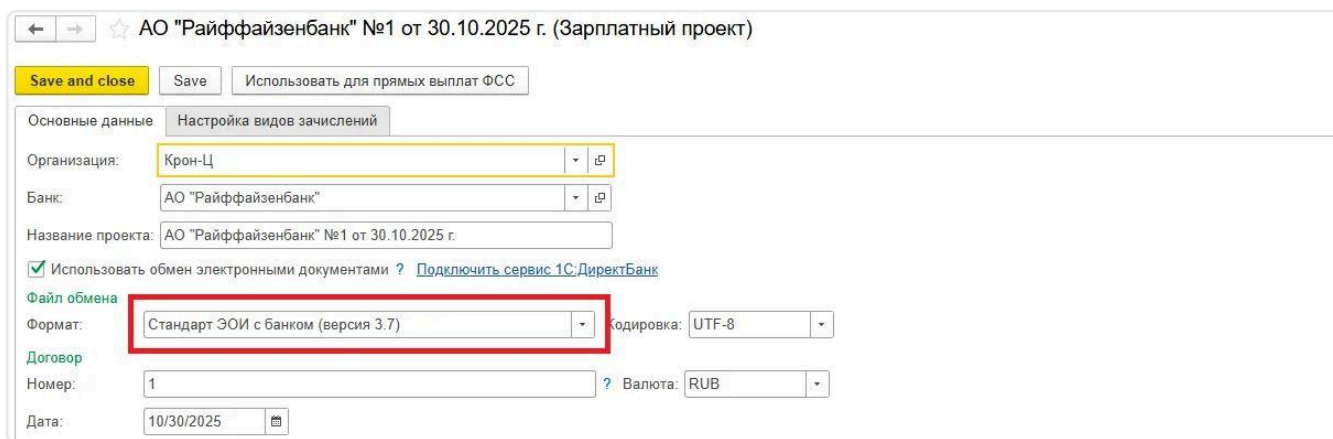 АО "Райффайзенбанк" №1 от 30.10.2025 г. (Зарплатный проект)
Save and close Save Использовать для прямых выплат ФСС
Основные данные Настройка видов зачислений
Организация: Крон-Ц
Банк: АО "Райффайзенбанк"
Название проекта: АО "Райффайзенбанк" №1 от 30.10.2025 г.
Использовать обмен электронными документами ? Подключить сервис 1С:ДиректБанк
Файл обмена
Формат: Стандарт ЭОИ с банком (версия 3.7) Кодировка: UTF-8
Договор
Номер: 1 ? Валюта: RUB
Дата: 10/30/2025